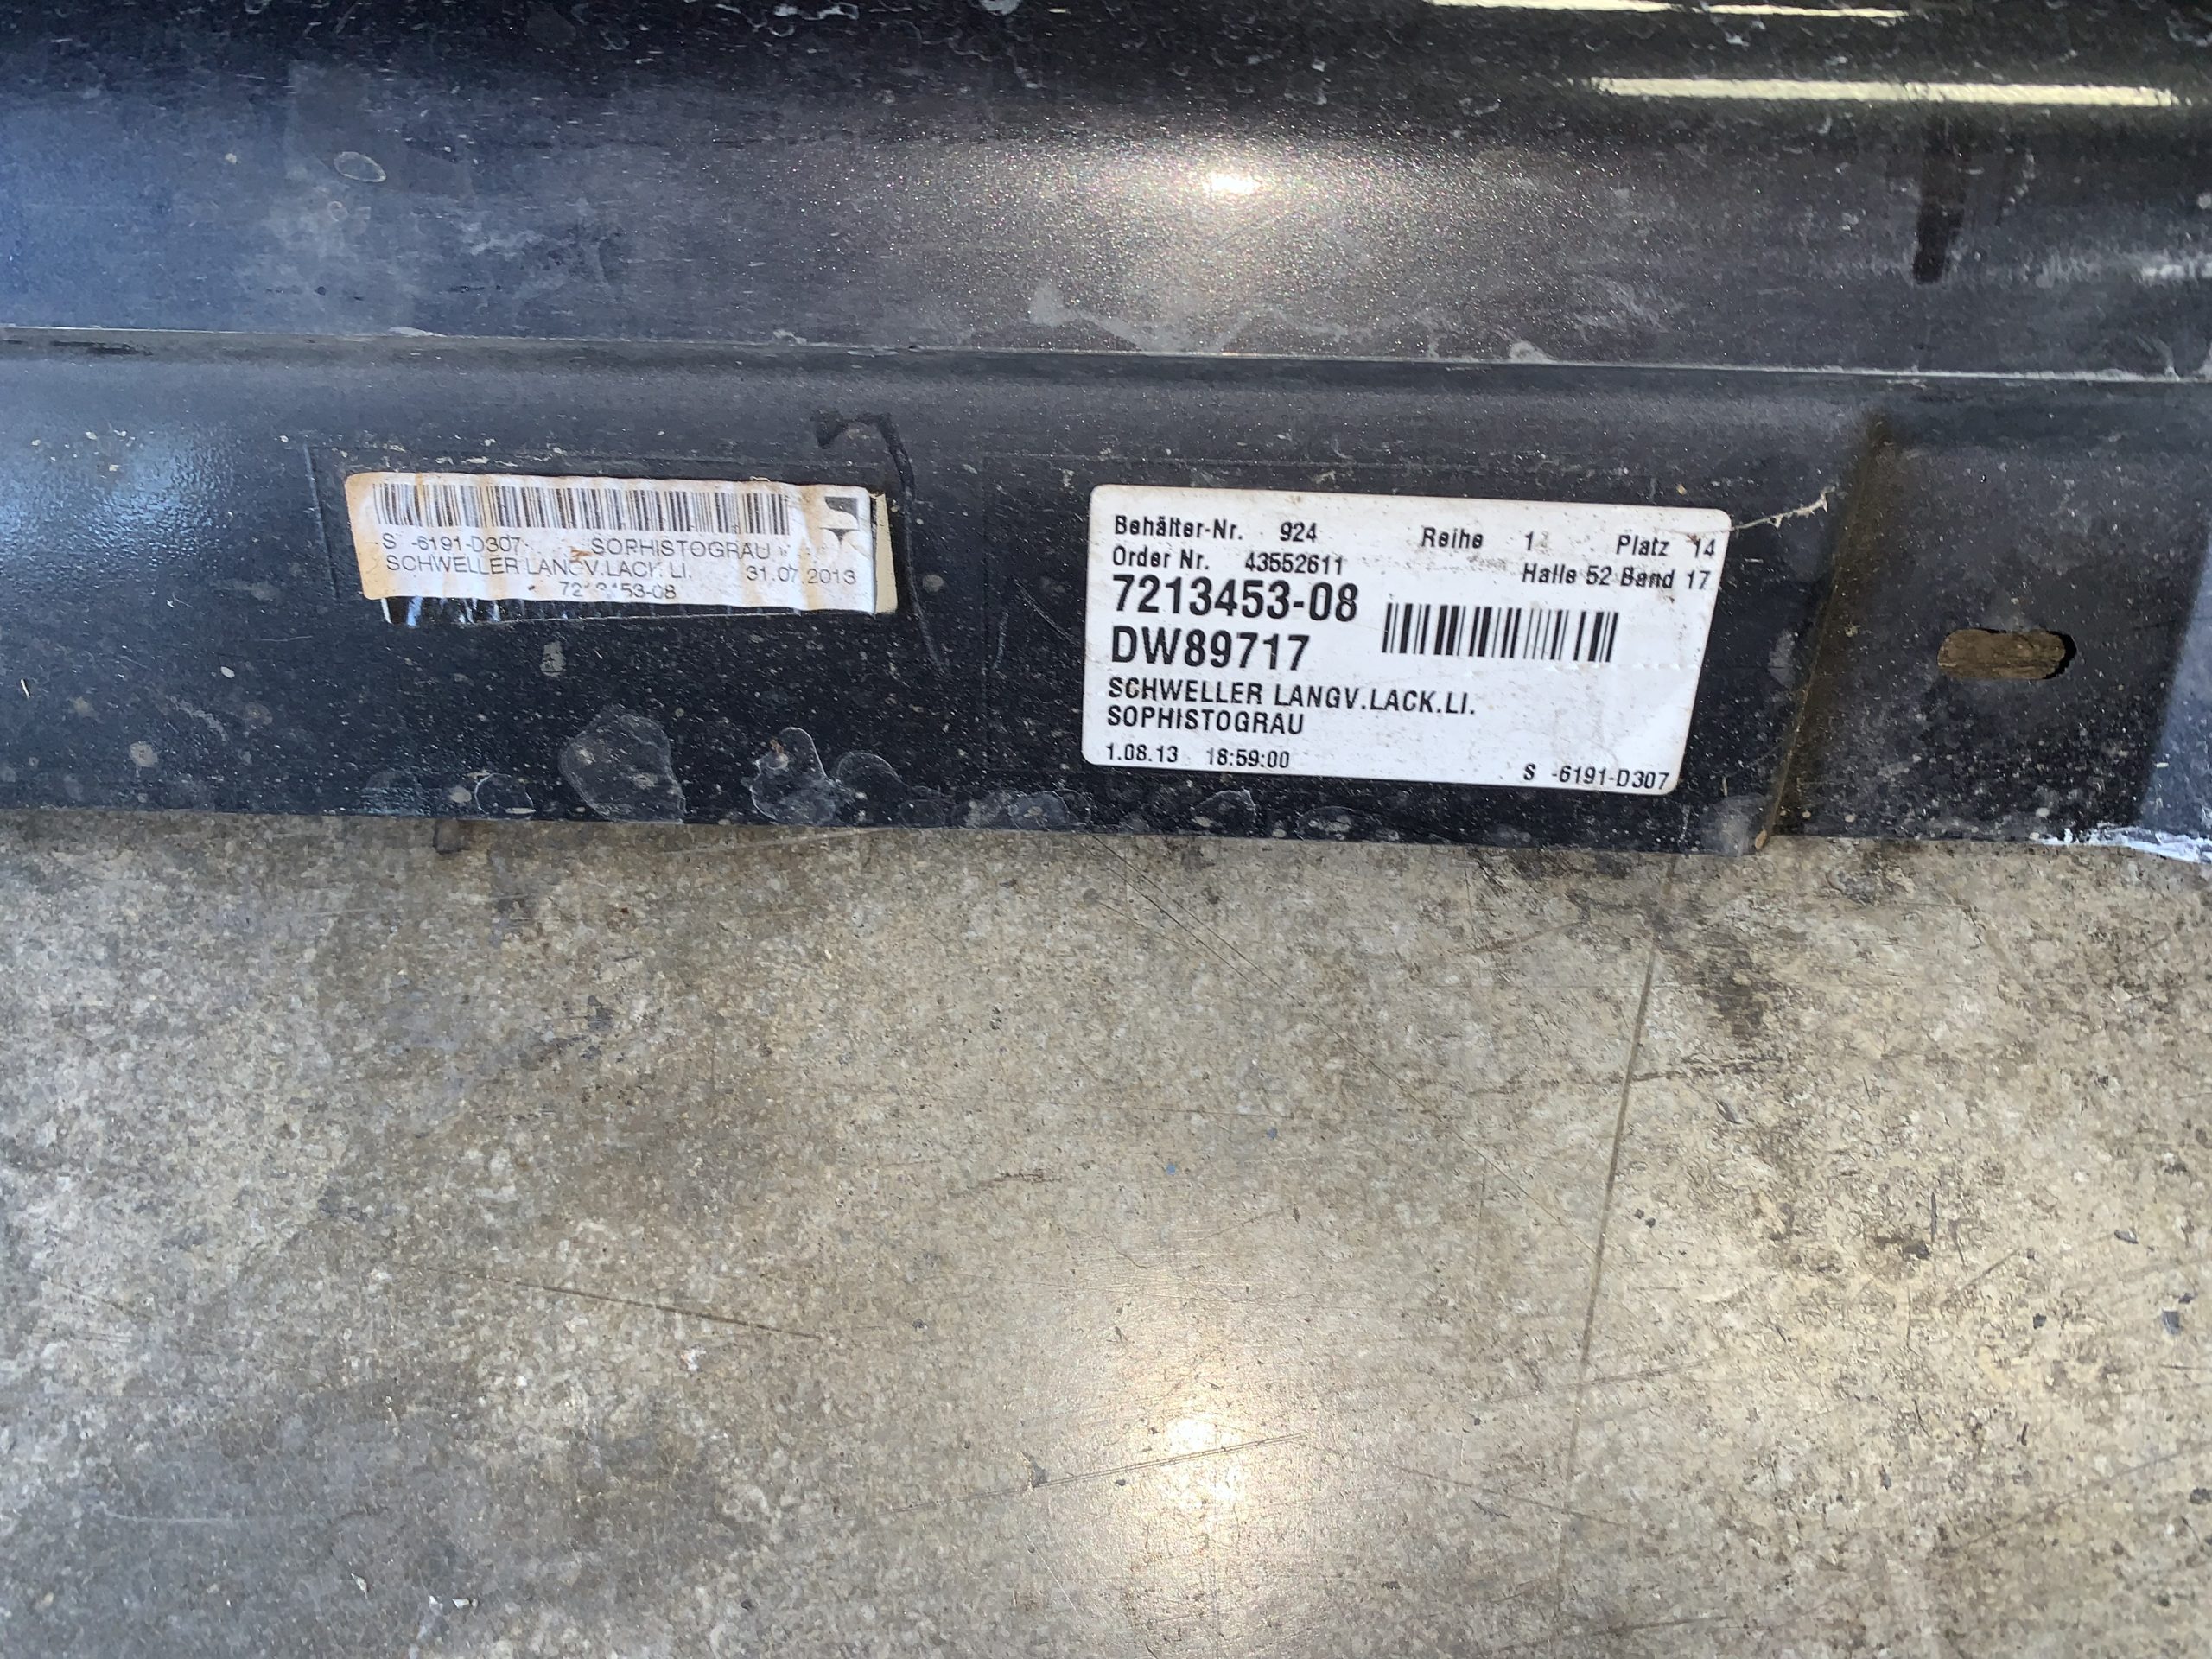 S -6191-D307 SOPHISTOGRAU
SCHWELLER LANGV.LACK. LI. 31.07.2013
53-08
Behälter-Nr. 924 Reihe 1 Platz 14
Order Nr. 43552611 Halle 52 Band 17
7213453-08
DW89717
SCHWELLER LANGV.LACK.LI.
SOPHISTOGRAU
1.08.13 18:59:00 S -6191-D307